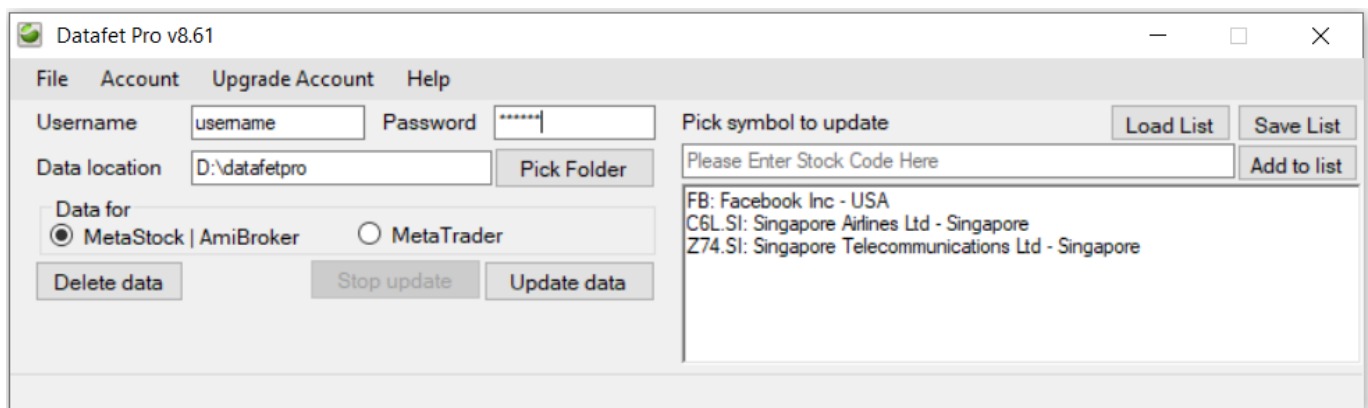 Datafet Pro v8.61
File Account Upgrade Account Help
Username username Password ******
Data location D:\datafetpro Pick Folder
Data for
MetaStock | AmiBroker MetaTrader
Delete data Stop update Update data
Pick symbol to update Load List Save List
Please Enter Stock Code Here Add to list
FB: Facebook Inc - USA
C6L.SI: Singapore Airlines Ltd - Singapore
Z74.SI: Singapore Telecommunications Ltd - Singapore